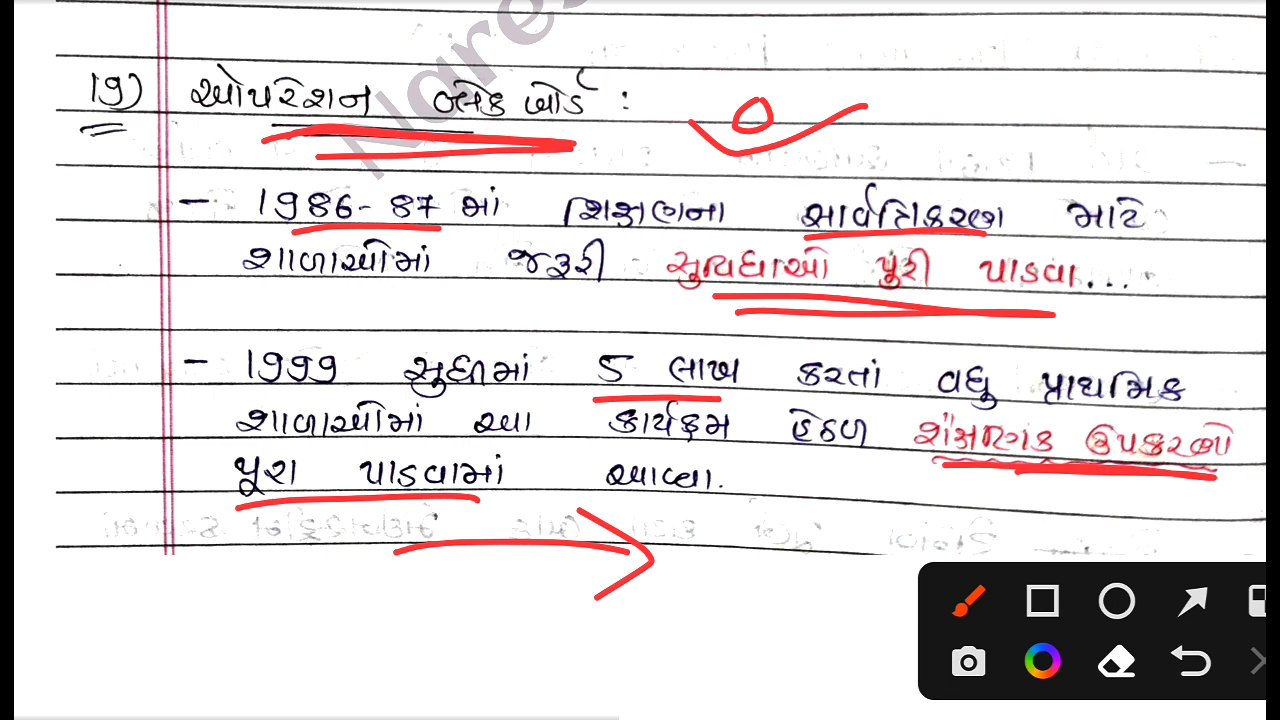 Nares
19) ઓપરેશન બ્લેક બોર્ડ :
- 1986-87 માં શિક્ષણના સાર્વત્રિકરણ માટે
શાળાઓમાં જરૂરી સુવિધાઓ પૂરી પાડવા...
- 1999 સુધીમાં 5 લાખ કરતાં વધુ પ્રાથમિક
શાળાઓમાં આ કાર્યક્રમ હેઠળ શૈક્ષણિક ઉપકરણો
પૂરા પાડવામાં આવ્યા.